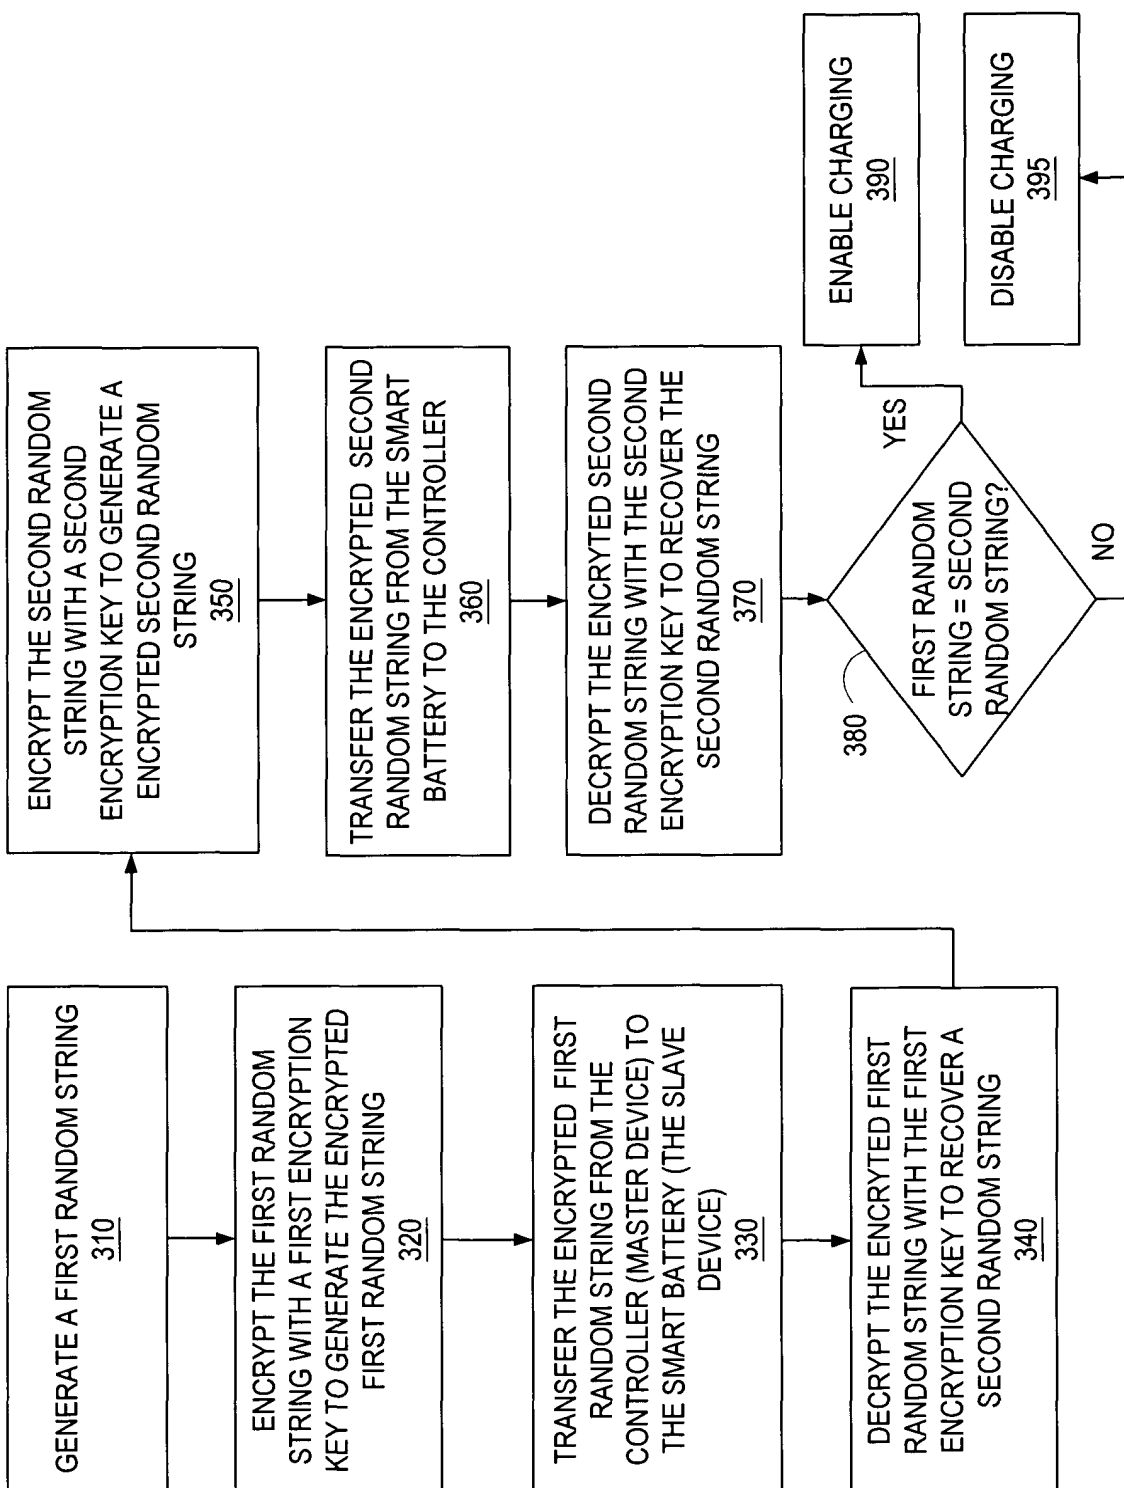 GENERATE A FIRST RANDOM STRING
310
ENCRYPT THE FIRST RANDOM
STRING WITH A FIRST ENCRYPTION
KEY TO GENERATE THE ENCRYPTED
FIRST RANDOM STRING
320
TRANSFER THE ENCRYPTED FIRST
RANDOM STRING FROM THE
CONTROLLER (MASTER DEVICE) TO
THE SMART BATTERY (THE SLAVE
DEVICE)
330
DECRYPT THE ENCRYTED FIRST
RANDOM STRING WITH THE FIRST
ENCRYPTION KEY TO RECOVER A
SECOND RANDOM STRING
340
ENCRYPT THE SECOND RANDOM
STRING WITH A SECOND
ENCRYPTION KEY TO GENERATE A
ENCRYPTED SECOND RANDOM
STRING
350
TRANSFER THE ENCRYPTED SECOND
RANDOM STRING FROM THE SMART
BATTERY TO THE CONTROLLER
360
DECRYPT THE ENCRYTED SECOND
RANDOM STRING WITH THE SECOND
ENCRYPTION KEY TO RECOVER THE
SECOND RANDOM STRING
370
380
FIRST RANDOM
STRING = SECOND
RANDOM STRING?
YES
NO
ENABLE CHARGING
390
DISABLE CHARGING
395